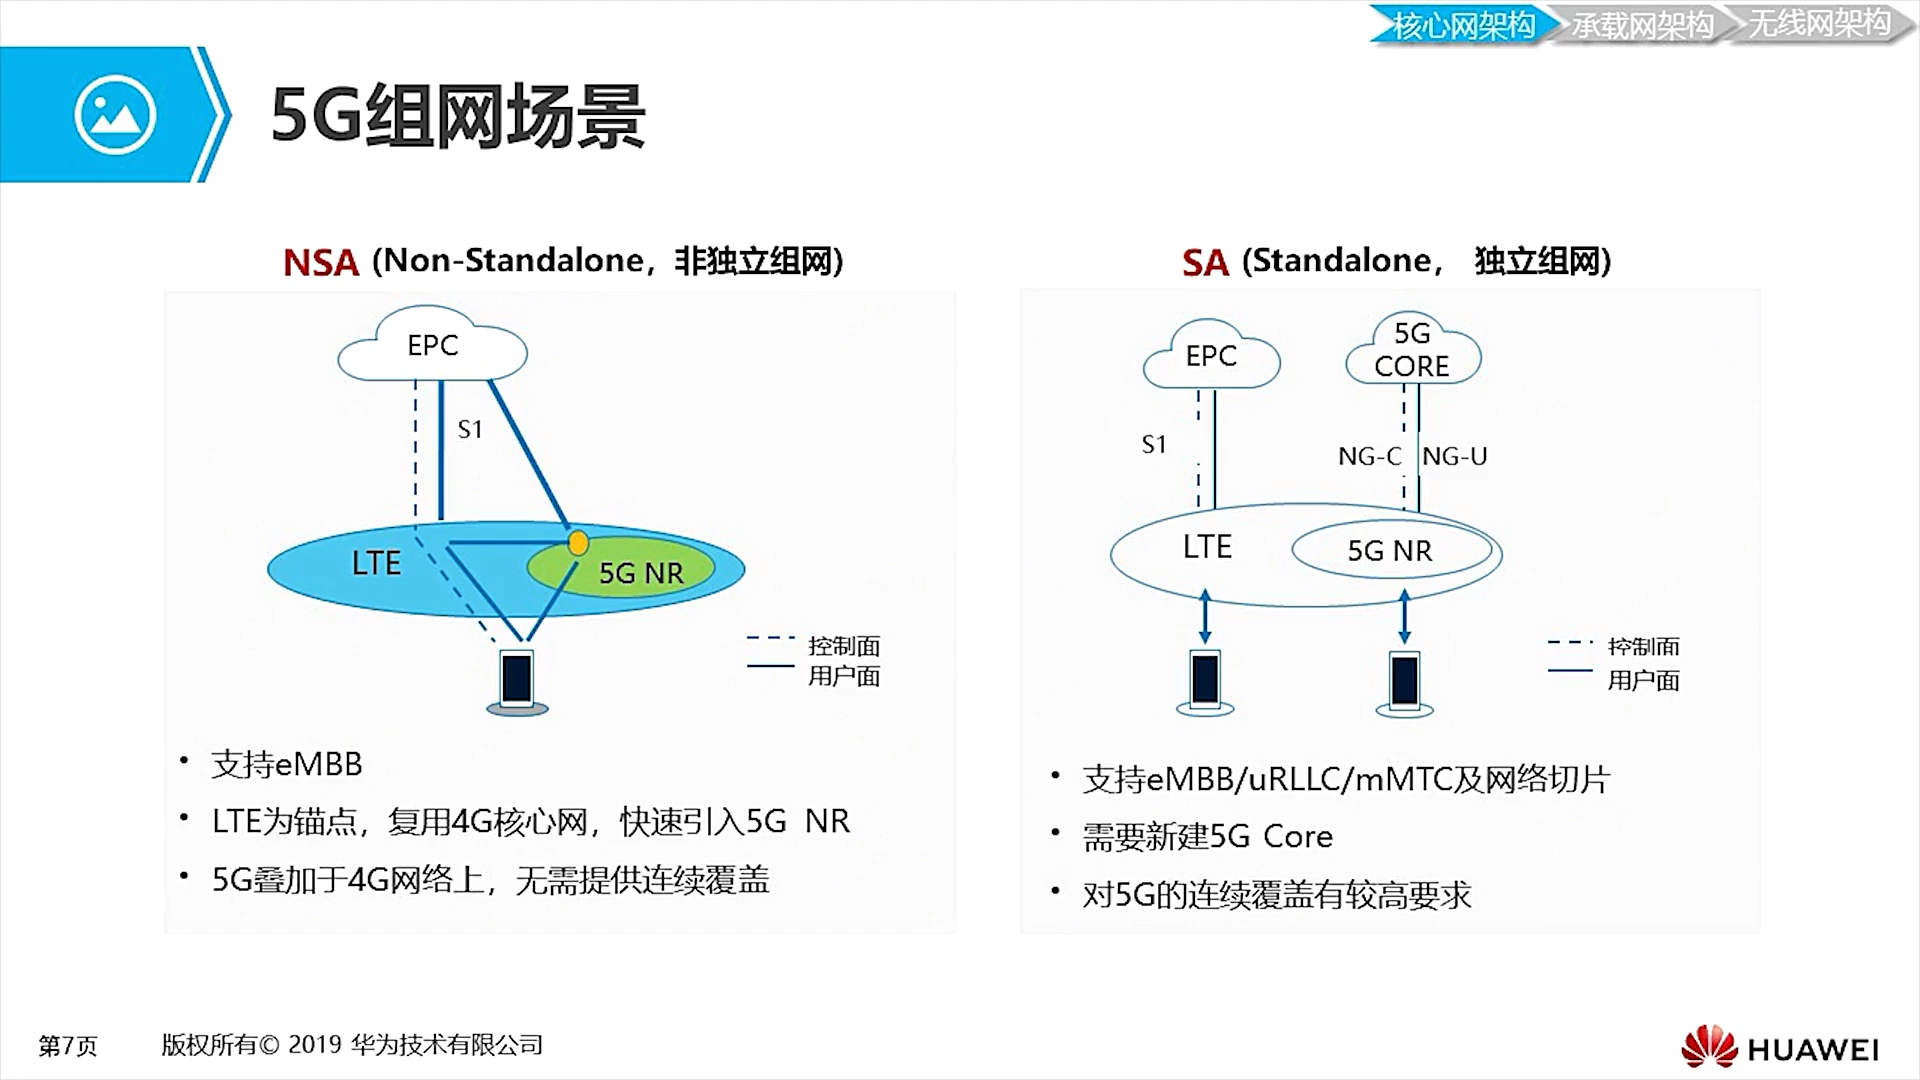 核心网架构 承载网架构 无线网架构
5G组网场景
NSA (Non-Standalone，非独立组网)
EPC
S1
LTE
5G NR
控制面
用户面
• 支持eMBB
• LTE为锚点，复用4G核心网，快速引入5G NR
• 5G叠加于4G网络上，无需提供连续覆盖
SA (Standalone， 独立组网)
EPC
5G
CORE
S1
NG-C NG-U
LTE
5G NR
控制面
用户面
• 支持eMBB/uRLLC/mMTC及网络切片
• 需要新建5G Core
• 对5G的连续覆盖有较高要求
第7页 版权所有© 2019 华为技术有限公司
HUAWEI